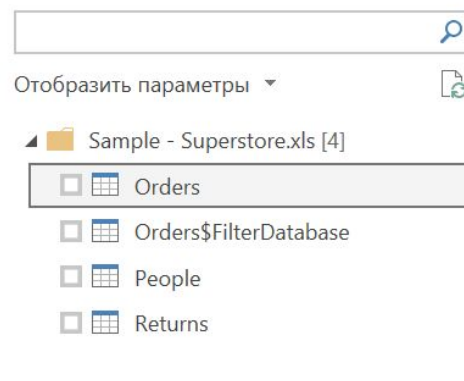 Отобразить параметры
Sample - Superstore.xls [4]
Orders
Orders$FilterDatabase
People
Returns